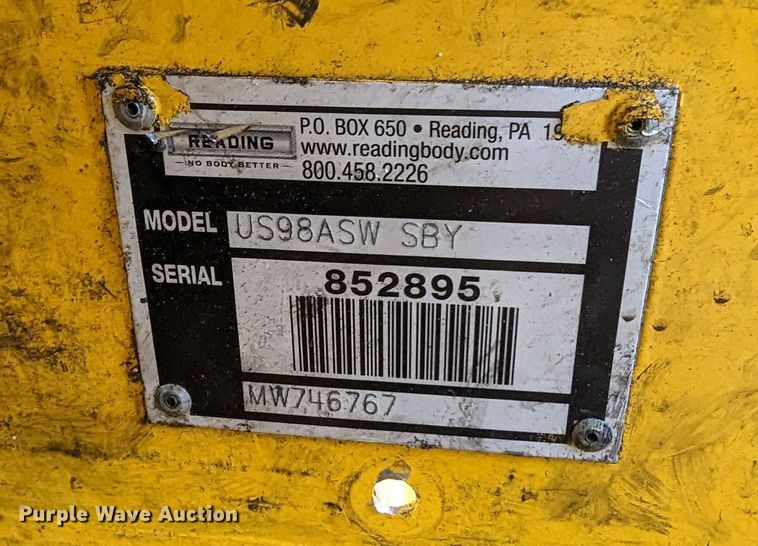 READING
NO BODY BETTER
P.O. BOX 650 • Reading, PA 19
www.readingbody.com
800.458.2226
MODEL US98ASW SBY
SERIAL 852895
MW746767
Purple Wave Auction